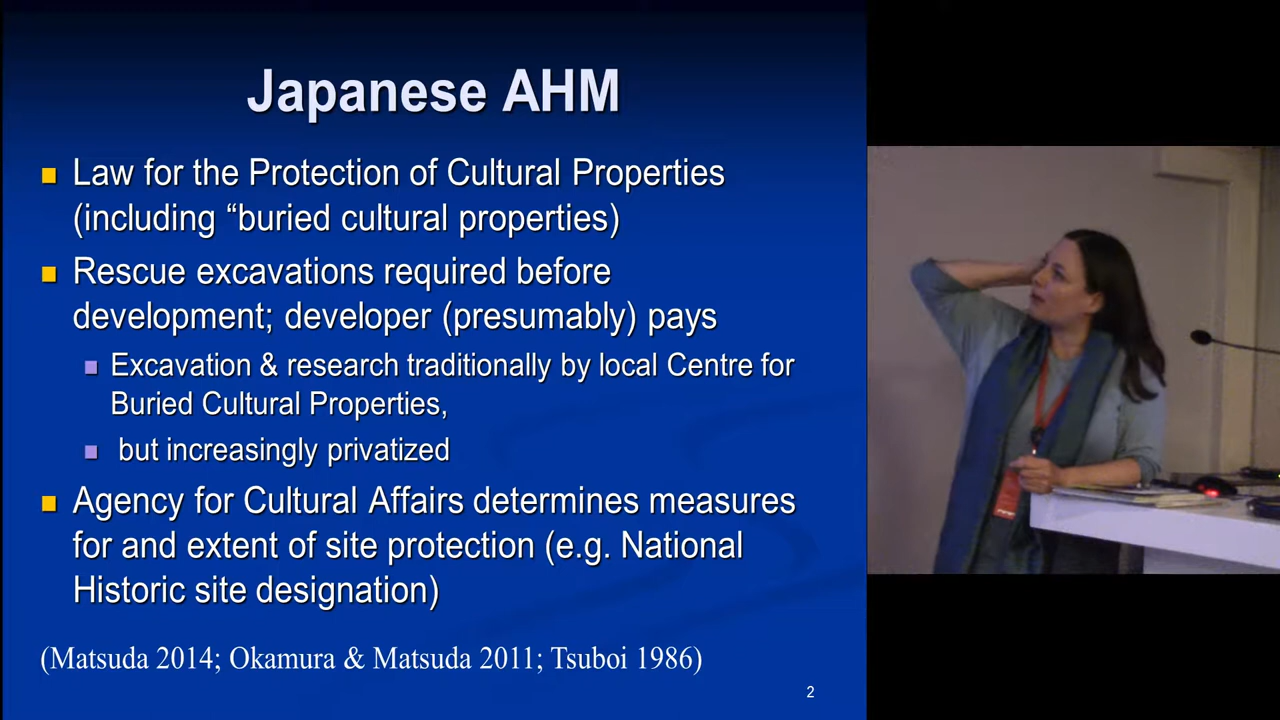 Japanese AHM
Law for the Protection of Cultural Properties
(including “buried cultural properties)
Rescue excavations required before
development; developer (presumably) pays
Excavation & research traditionally by local Centre for
Buried Cultural Properties,
but increasingly privatized
Agency for Cultural Affairs determines measures
for and extent of site protection (e.g. National
Historic site designation)
(Matsuda 2014; Okamura & Matsuda 2011; Tsuboi 1986)
2